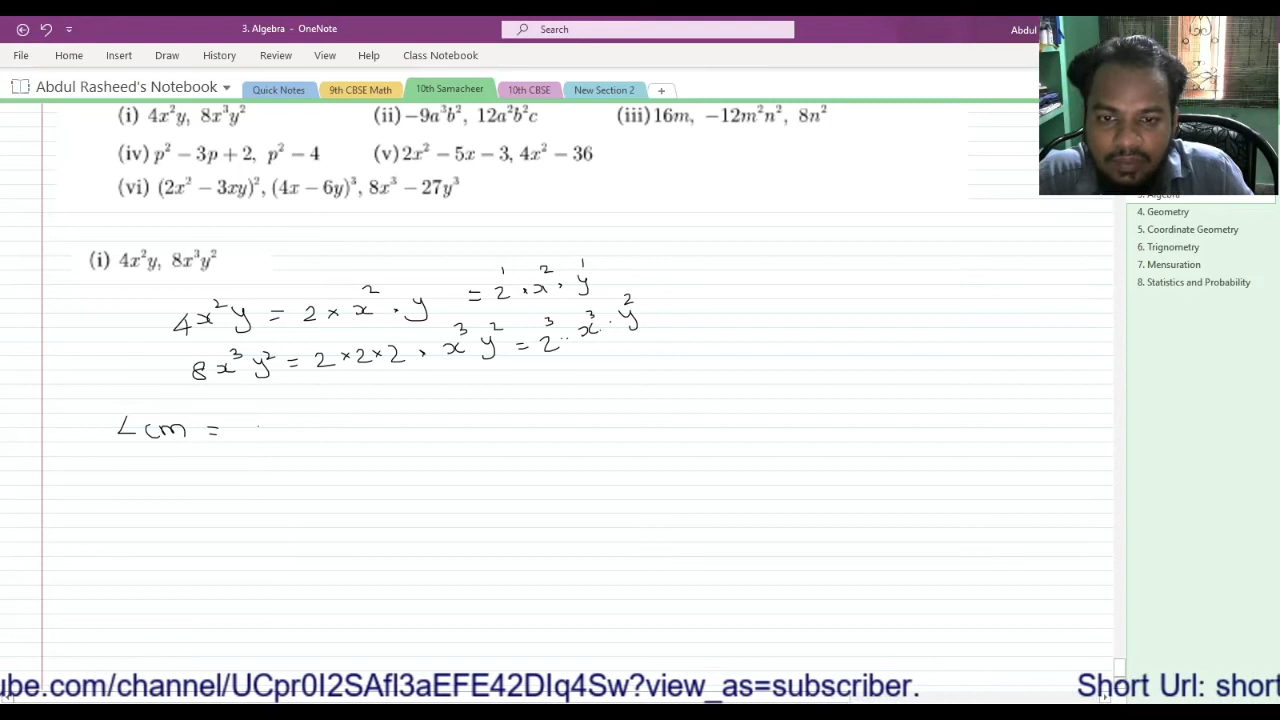 3. Algebra - OneNote
Search
Abdul
File Home Insert Draw History Review View Help Class Notebook
Abdul Rasheed's Notebook
Quick Notes 9th CBSE Math 10th Samacheer 10th CBSE New Section 2 +
(i) 4x²y, 8x³y² (ii) −9a³b², 12a²b²c (iii) 16m, −12m²n², 8n²
(iv) p² − 3p + 2, p² − 4 (v) 2x² − 5x − 3, 4x² − 36
(vi) (2x² − 3xy)², (4x − 6y)³, 8x³ − 27y³
3. Algebra
4. Geometry
5. Coordinate Geometry
6. Trignometry
7. Mensuration
8. Statistics and Probability
(i) 4x²y, 8x³y²
4x²y = 2 × x² · y = 2¹ · x² · y¹
8x³y² = 2 × 2 × 2 · x³ y² = 2³ · x³ · y²
Lcm =
ube.com/channel/UCpr0I2SAfI3aEFE42DIq4Sw?view_as=subscriber. Short Url: short